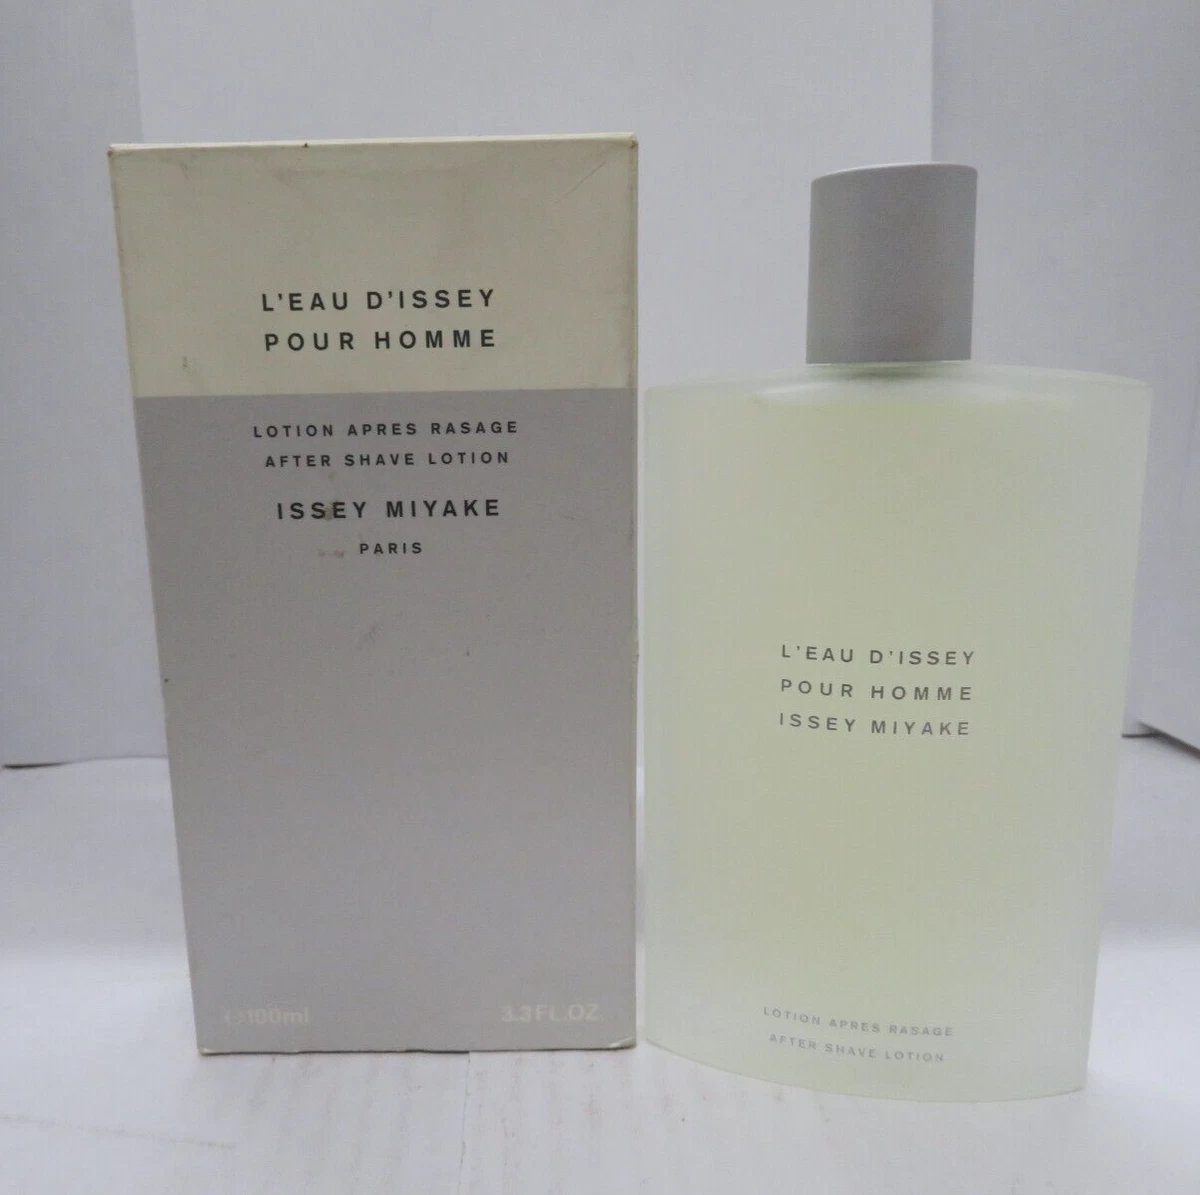 L'EAU D'ISSEY
POUR HOMME
LOTION APRES RASAGE
AFTER SHAVE LOTION
ISSEY MIYAKE
PARIS
100ml 3.3FL.OZ.
L'EAU D'ISSEY
POUR HOMME
ISSEY MIYAKE
LOTION APRES RASAGE
AFTER SHAVE LOTION